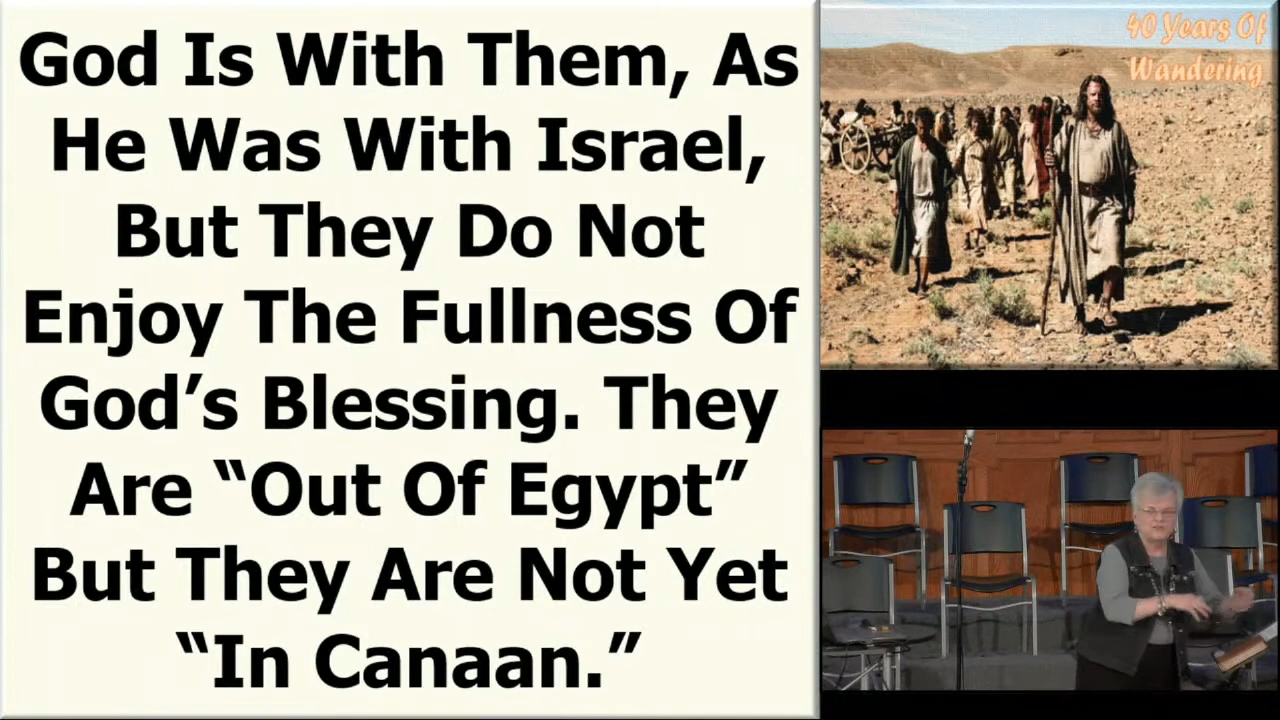 God Is With Them, As
He Was With Israel,
But They Do Not
Enjoy The Fullness Of
God’s Blessing. They
Are “Out Of Egypt”
But They Are Not Yet
“In Canaan.”
40 Years Of
Wandering